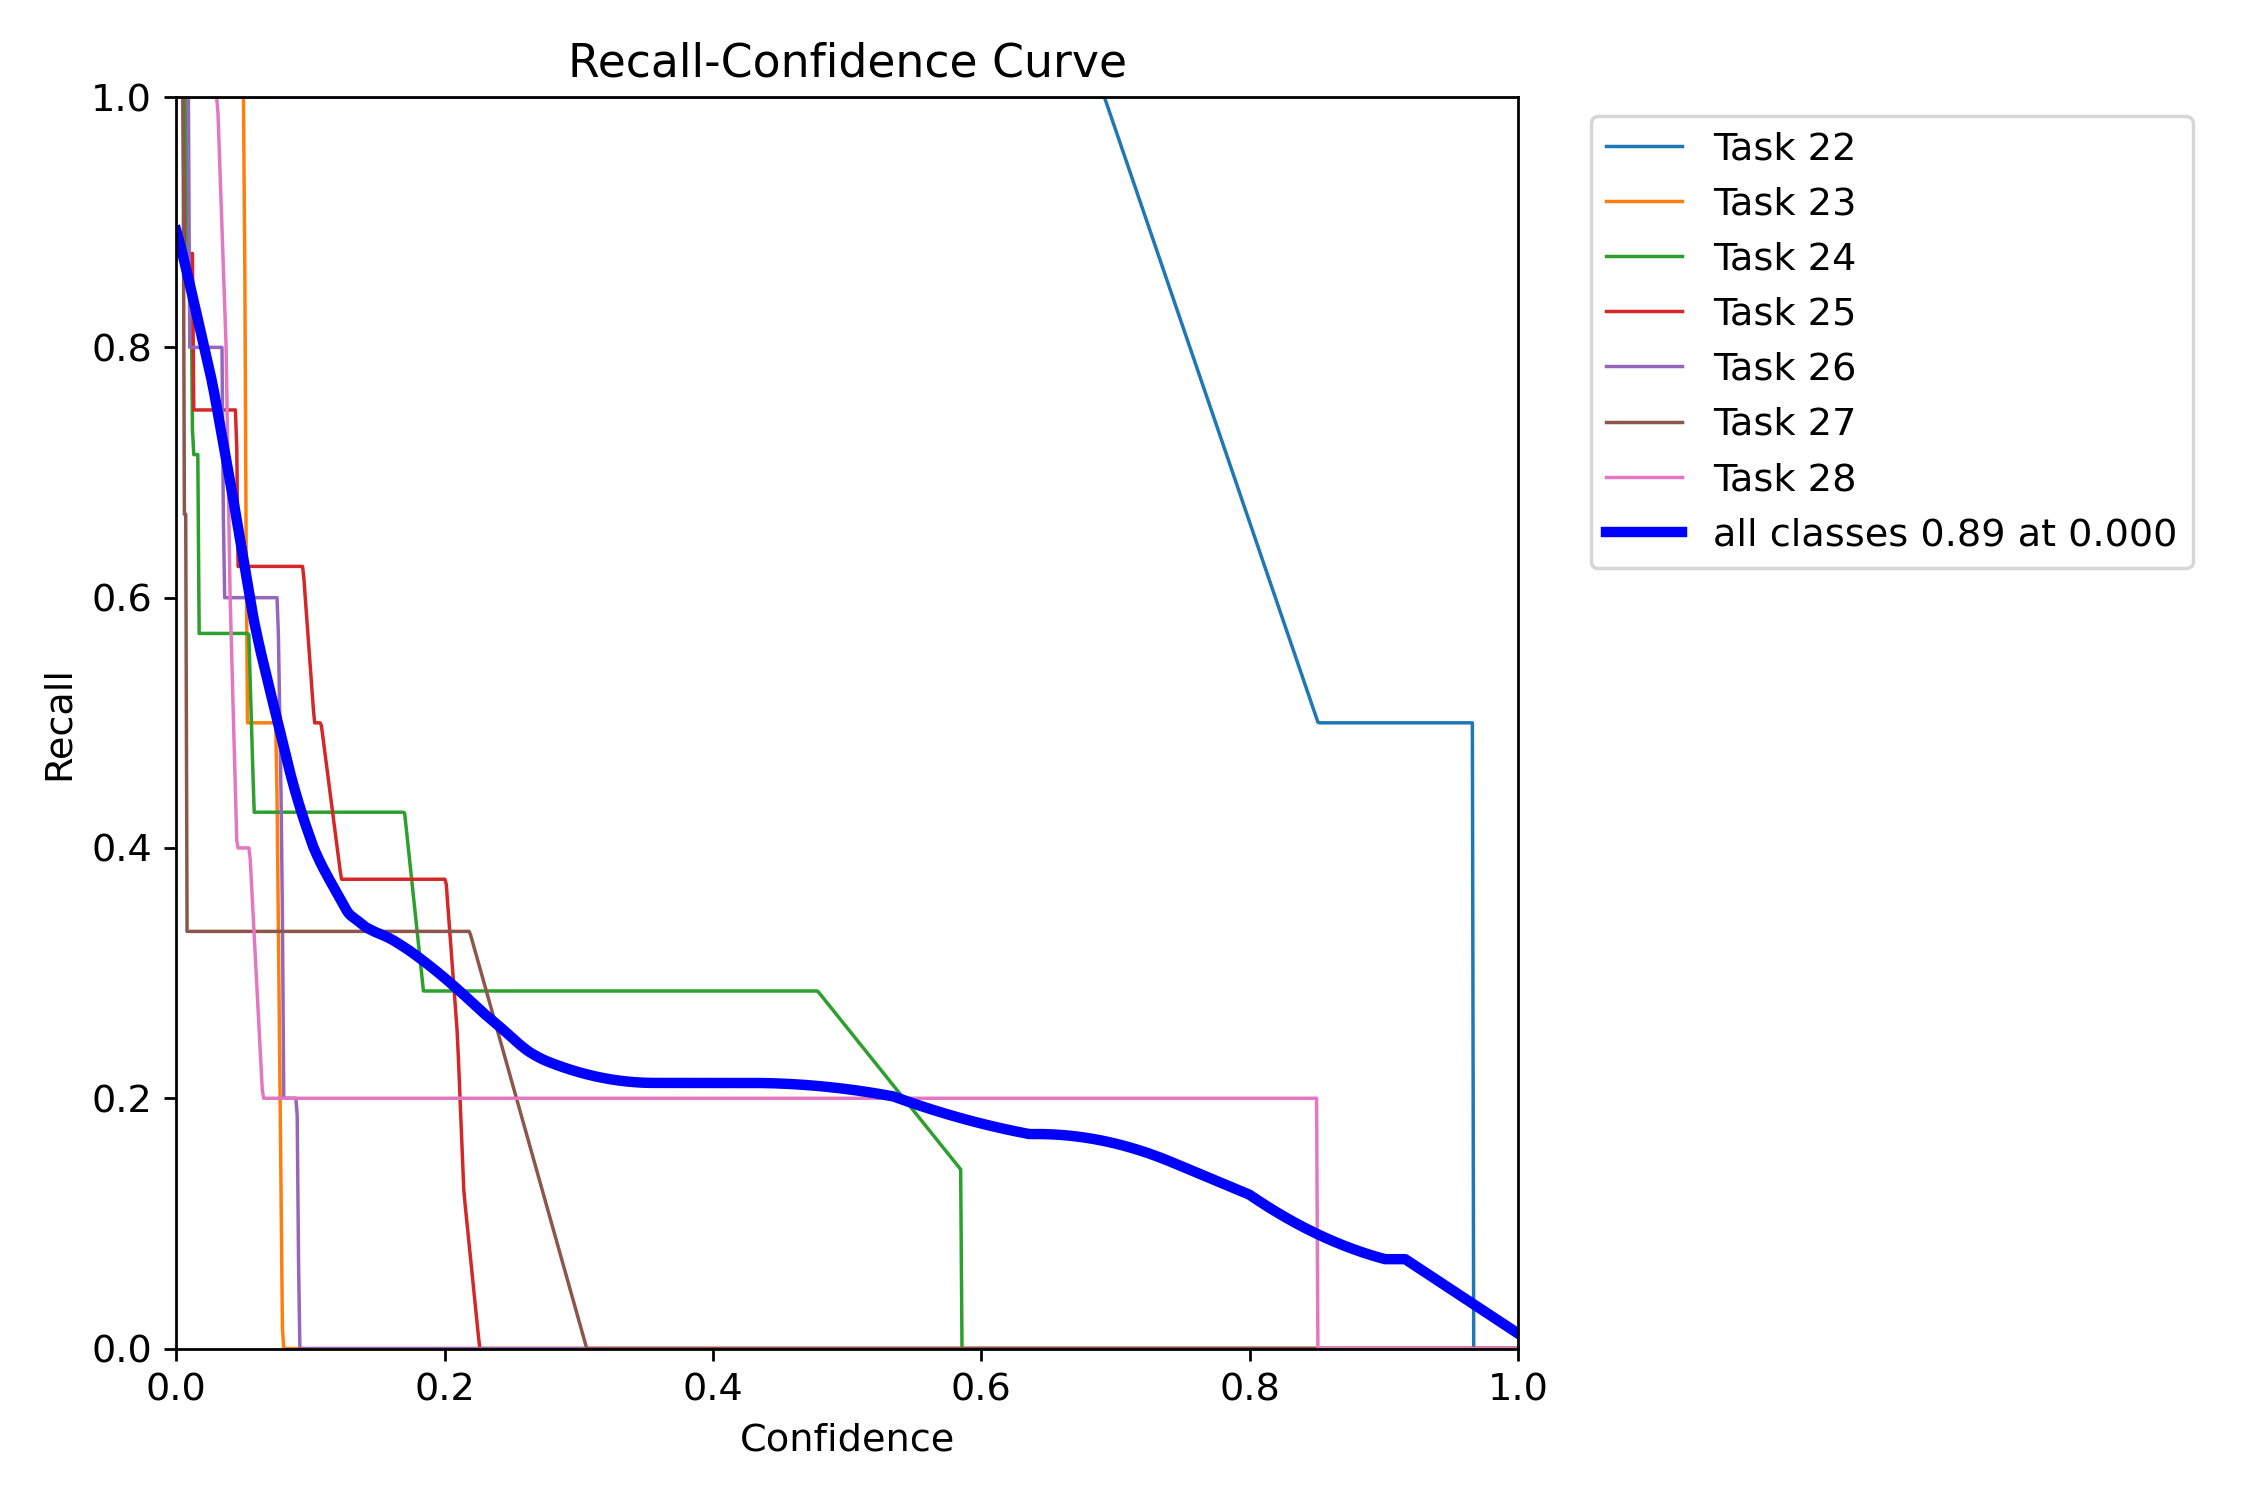 Recall-Confidence Curve
1.0
0.8
0.6
0.4
0.2
0.0
Recall
0.0 0.2 0.4 0.6 0.8 1.0
Confidence
Task 22
Task 23
Task 24
Task 25
Task 26
Task 27
Task 28
all classes 0.89 at 0.000